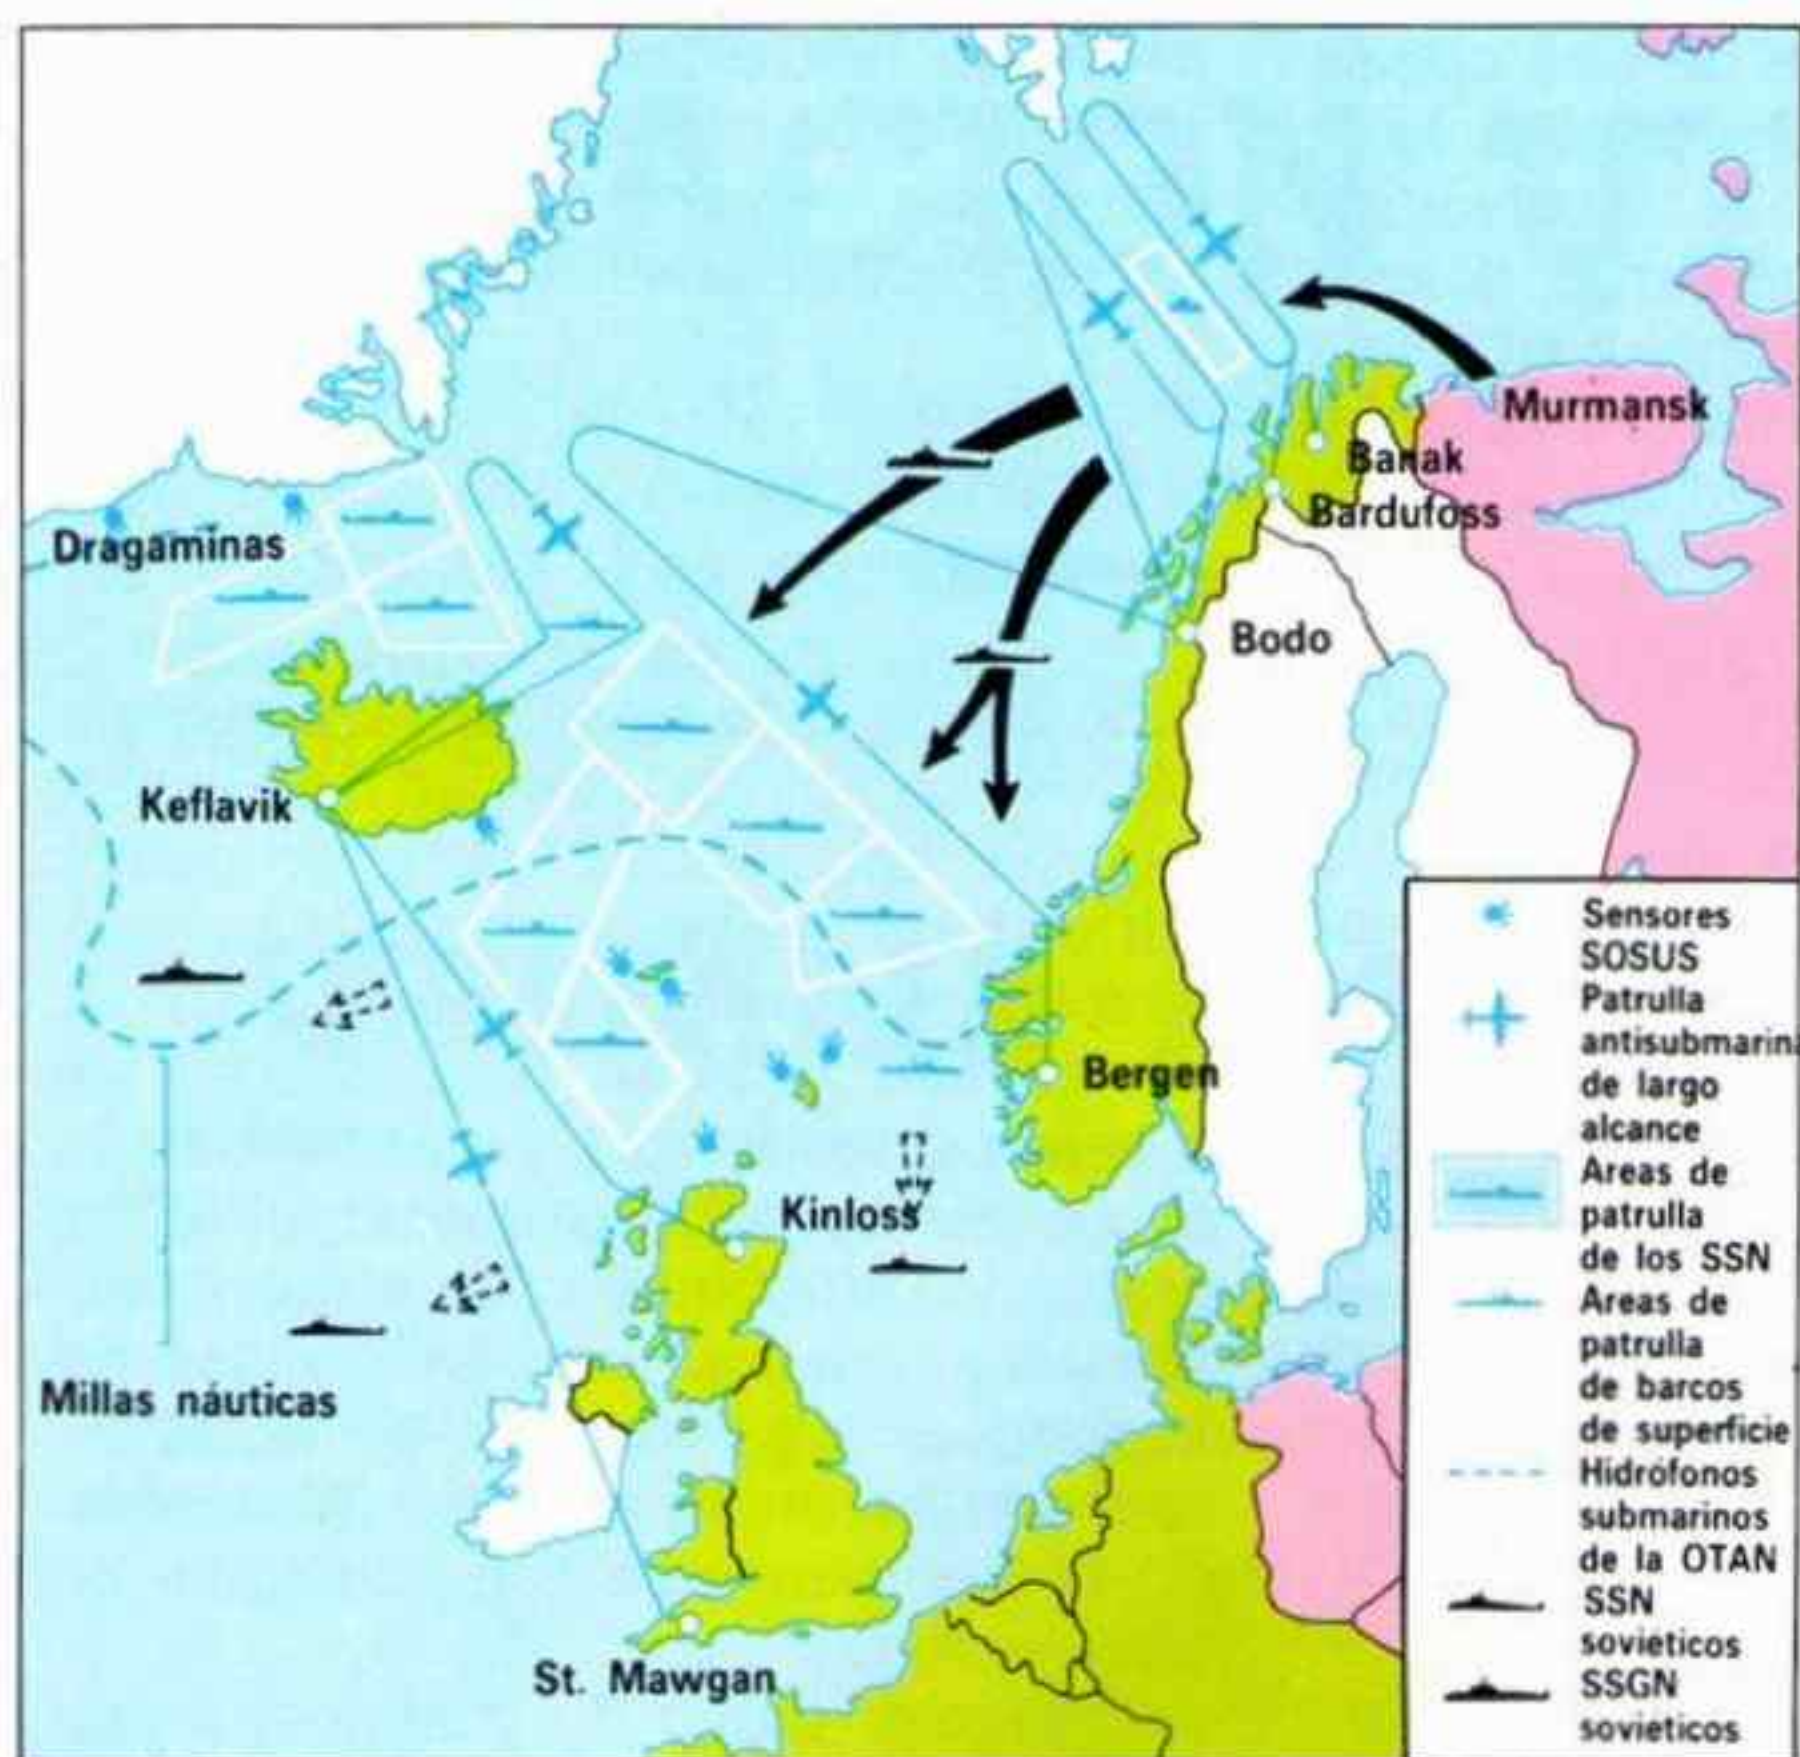 Murmansk
Banak
Bardufoss
Dragaminas
Bodo
Keflavik
Bergen
Kinloss
Millas náuticas
St. Mawgan
Sensores
SOSUS
Patrulla
antisubmarina
de largo
alcance
Areas de
patrulla
de los SSN
Areas de
patrulla
de barcos
de superficie
Hidrófonos
submarinos
de la OTAN
SSN
sovieticos
SSGN
sovieticos